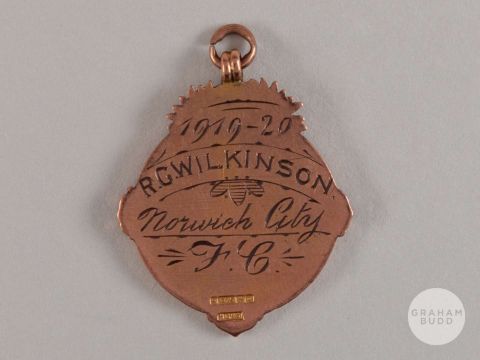 1919-20
R.G. WILKINSON.
Norwich City
F.C.
GRAHAM
BUDD